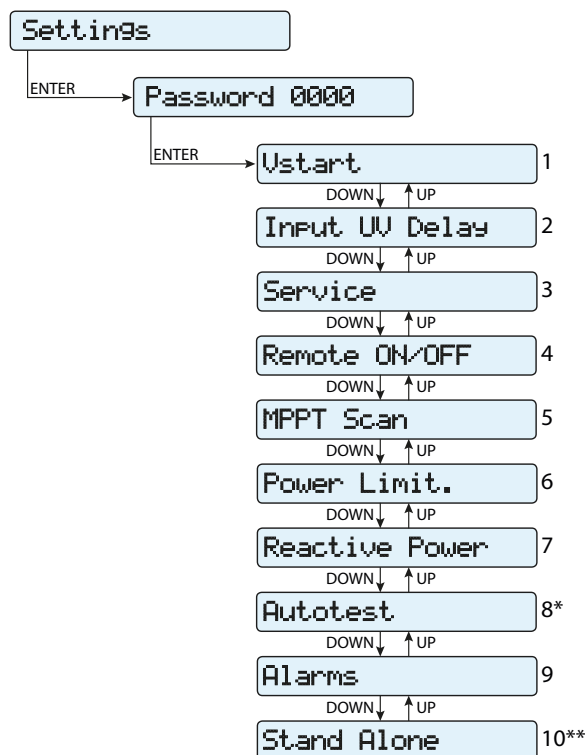 Settings
ENTER
Password 0000
ENTER
Vstart 1
DOWN UP
Input UV Delay 2
DOWN UP
Service 3
DOWN UP
Remote ON/OFF 4
DOWN UP
MPPT Scan 5
DOWN UP
Power Limit. 6
DOWN UP
Reactive Power 7
DOWN UP
Autotest 8*
DOWN UP
Alarms 9
DOWN UP
Stand Alone 10**